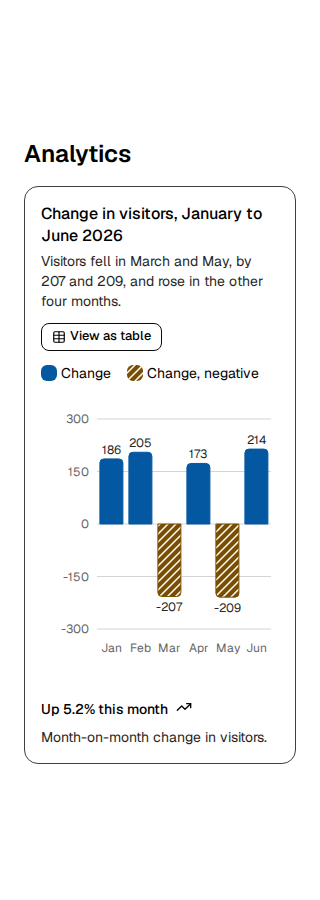 Analytics
Change in visitors, January to
June 2026
Visitors fell in March and May, by
207 and 209, and rose in the other
four months.
View as table
Change
Change, negative
300
150
0
-150
-300
186
205
-207
173
-209
214
Jan Feb Mar Apr May Jun
Up 5.2% this month
Month-on-month change in visitors.